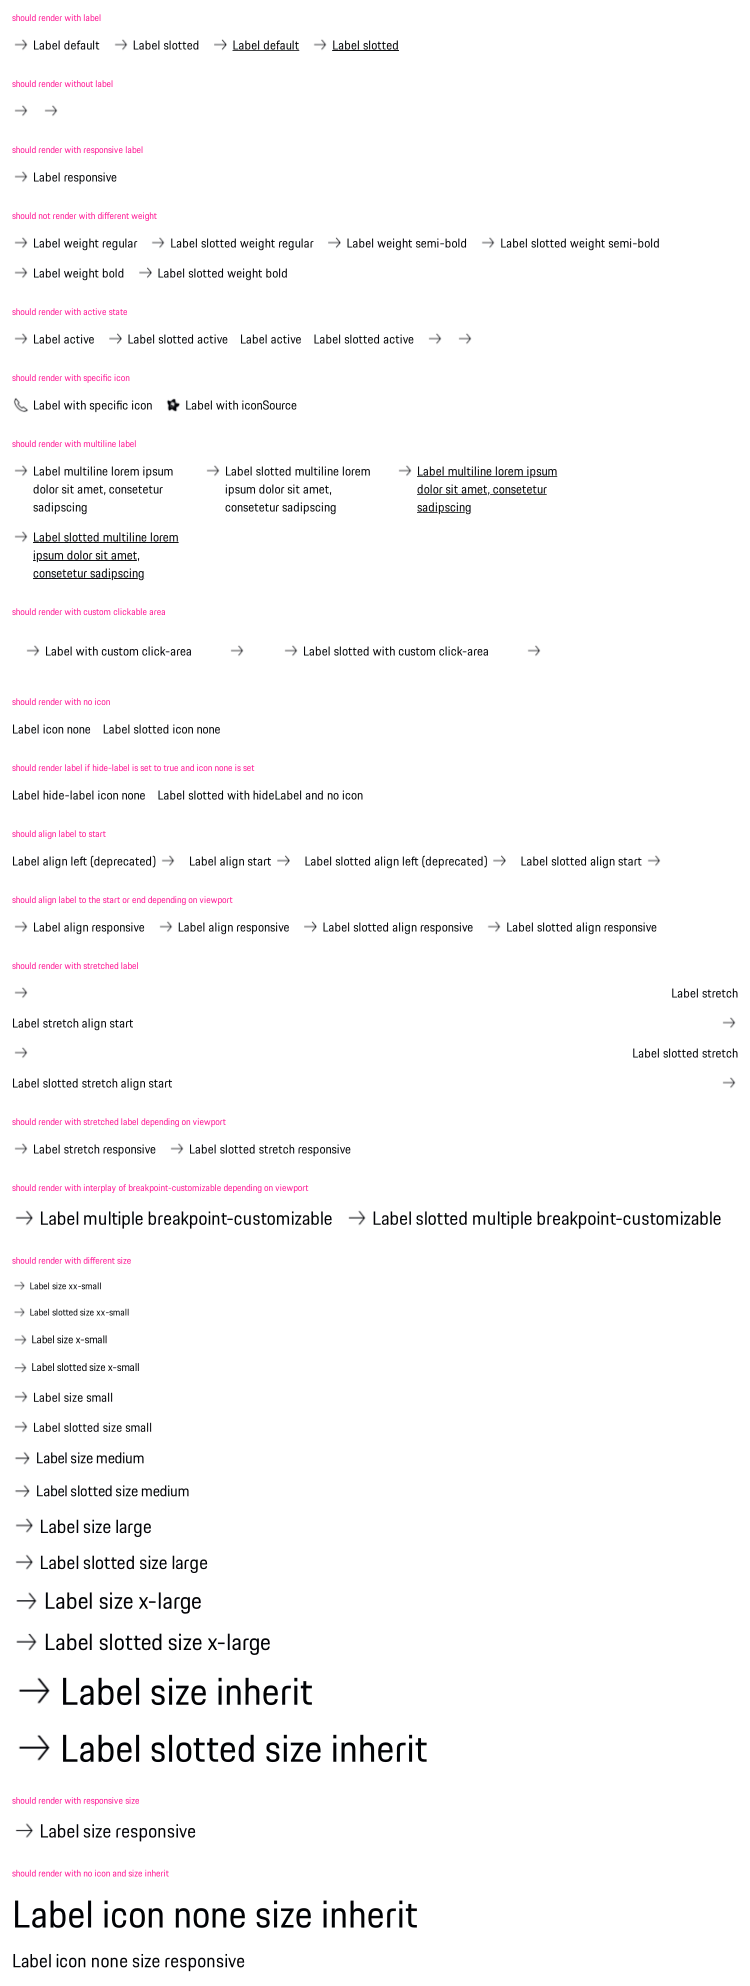 should render with label
Label default Label slotted Label default Label slotted
should render without label
should render with responsive label
Label responsive
should not render with different weight
Label weight regular Label slotted weight regular Label weight semi-bold Label slotted weight semi-bold
Label weight bold Label slotted weight bold
should render with active state
Label active Label slotted active Label active Label slotted active
should render with specific icon
Label with specific icon Label with iconSource
should render with multiline label
Label multiline lorem ipsum Label slotted multiline lorem Label multiline lorem ipsum
dolor sit amet, consetetur ipsum dolor sit amet, dolor sit amet, consetetur
sadipscing consetetur sadipscing sadipscing
Label slotted multiline lorem
ipsum dolor sit amet,
consetetur sadipscing
should render with custom clickable area
Label with custom click-area Label slotted with custom click-area
should render with no icon
Label icon none Label slotted icon none
should render label if hide-label is set to true and icon none is set
Label hide-label icon none Label slotted with hideLabel and no icon
should align label to start
Label align left (deprecated) Label align start Label slotted align left (deprecated) Label slotted align start
should align label to the start or end depending on viewport
Label align responsive Label align responsive Label slotted align responsive Label slotted align responsive
should render with stretched label
Label stretch
Label stretch align start
Label slotted stretch
Label slotted stretch align start
should render with stretched label depending on viewport
Label stretch responsive Label slotted stretch responsive
should render with interplay of breakpoint-customizable depending on viewport
Label multiple breakpoint-customizable Label slotted multiple breakpoint-customizable
should render with different size
Label size xx-small
Label slotted size xx-small
Label size x-small
Label slotted size x-small
Label size small
Label slotted size small
Label size medium
Label slotted size medium
Label size large
Label slotted size large
Label size x-large
Label slotted size x-large
Label size inherit
Label slotted size inherit
should render with responsive size
Label size responsive
should render with no icon and size inherit
Label icon none size inherit
Label icon none size responsive